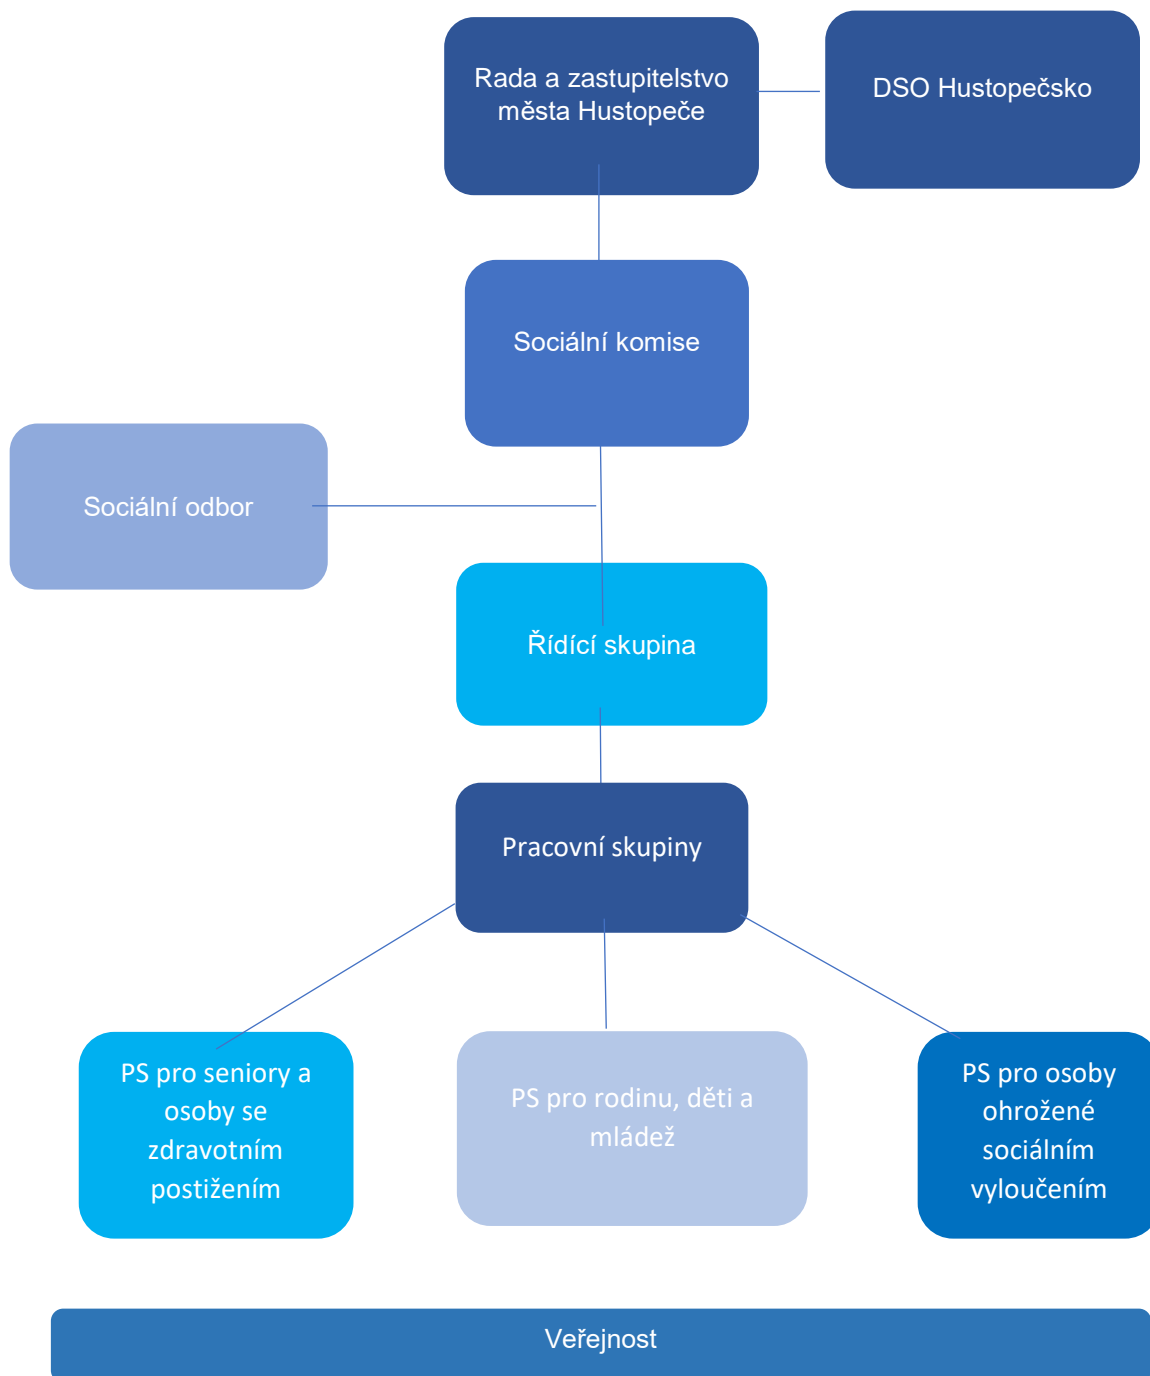 Rada a zastupitelstvo
města Hustopeče
DSO Hustopečsko
Sociální komise
Sociální odbor
Řídící skupina
Pracovní skupiny
PS pro seniory a
osoby se
zdravotním
postižením
PS pro rodinu, děti a
mládež
PS pro osoby
ohrožené
sociálním
vyloučením
Veřejnost